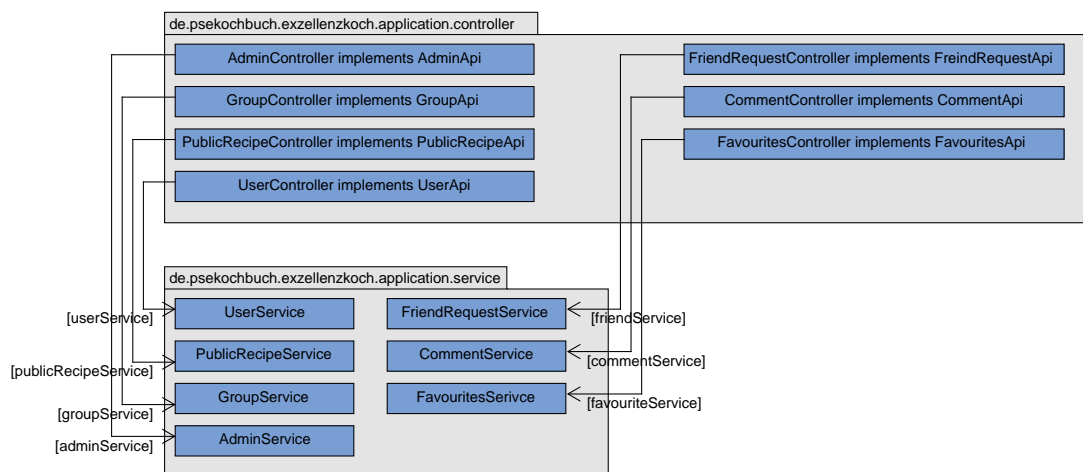 de.psekochbuch.exzellenzkoch.application.controller
AdminController implements AdminApi
FriendRequestController implements FreindRequestApi
GroupController implements GroupApi
CommentController implements CommentApi
PublicRecipeController implements PublicRecipeApi
FavouritesController implements FavouritesApi
UserController implements UserApi
de.psekochbuch.exzellenzkoch.application.service
UserService
FriendRequestService
[userService]
[friendService]
PublicRecipeService
CommentService
[publicRecipeService]
[commentService]
GroupService
FavouritesSerivce
[groupService]
[favouriteService]
AdminService
[adminService]